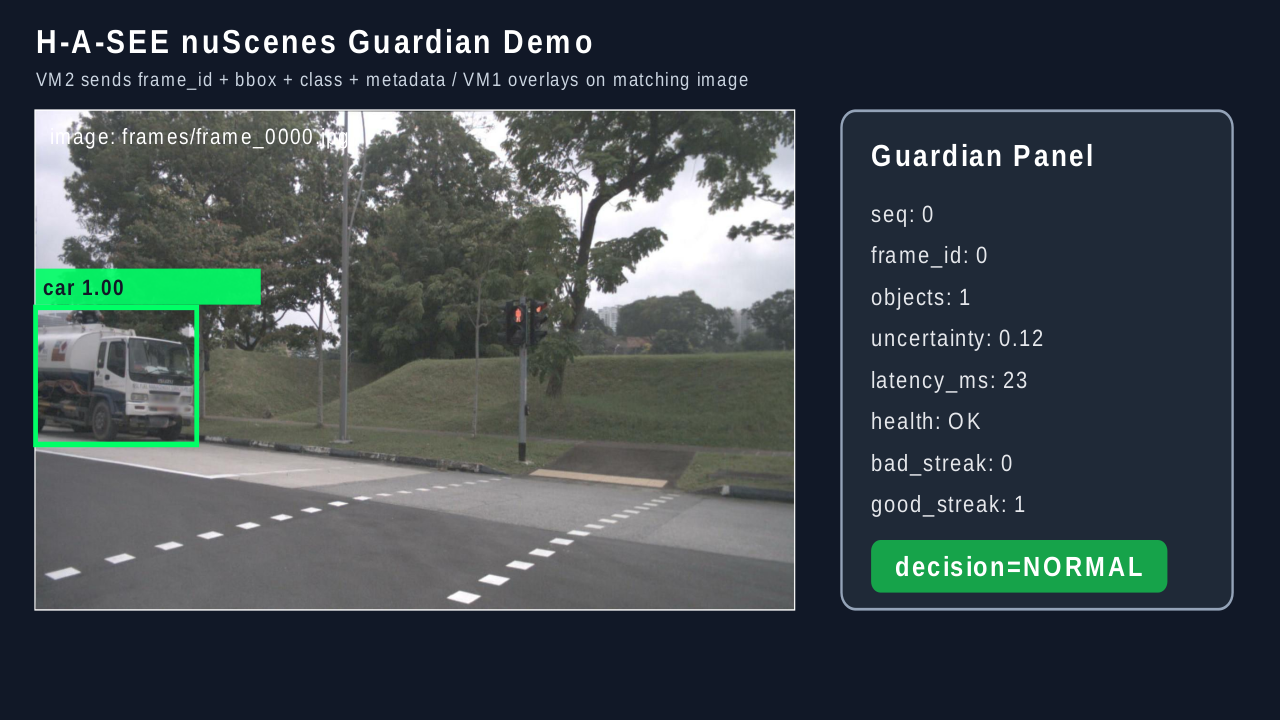 H-A-SEE nuScenes Guardian Demo
VM2 sends frame_id + bbox + class + metadata / VM1 overlays on matching image
image: frames/frame_0000.jpg
car 1.00
Guardian Panel
seq: 0
frame_id: 0
objects: 1
uncertainty: 0.12
latency_ms: 23
health: OK
bad_streak: 0
good_streak: 1
decision=NORMAL